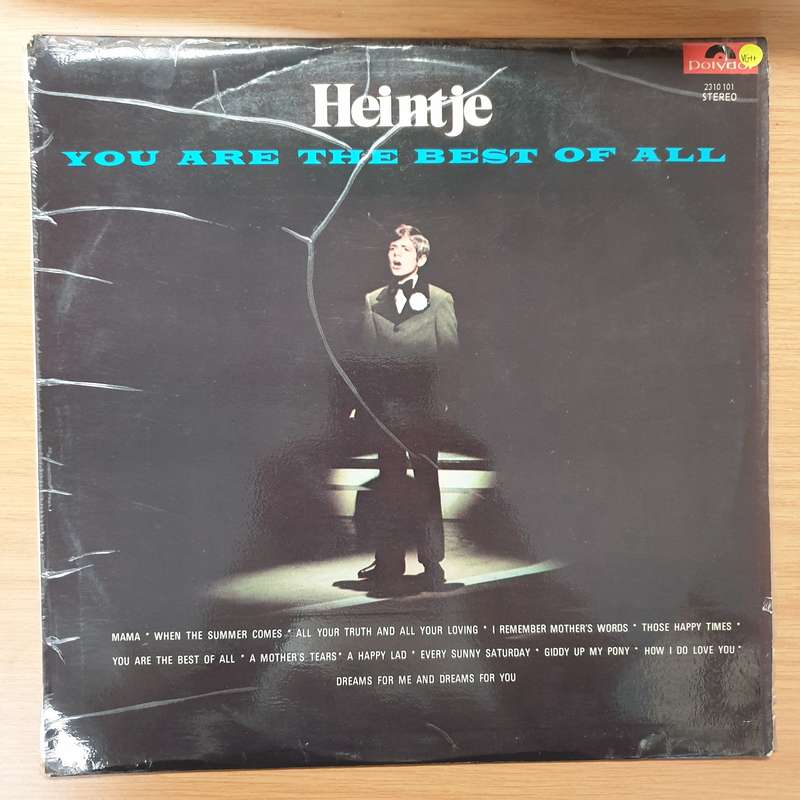 VG++
Polydor
2310 101
STEREO
Heintje
YOU ARE THE BEST OF ALL
MAMA * WHEN THE SUMMER COMES * ALL YOUR TRUTH AND ALL YOUR LOVING * I REMEMBER MOTHER'S WORDS * THOSE HAPPY TIMES *
YOU ARE THE BEST OF ALL * A MOTHER'S TEARS * A HAPPY LAD * EVERY SUNNY SATURDAY * GIDDY UP MY PONY * HOW I DO LOVE YOU *
DREAMS FOR ME AND DREAMS FOR YOU